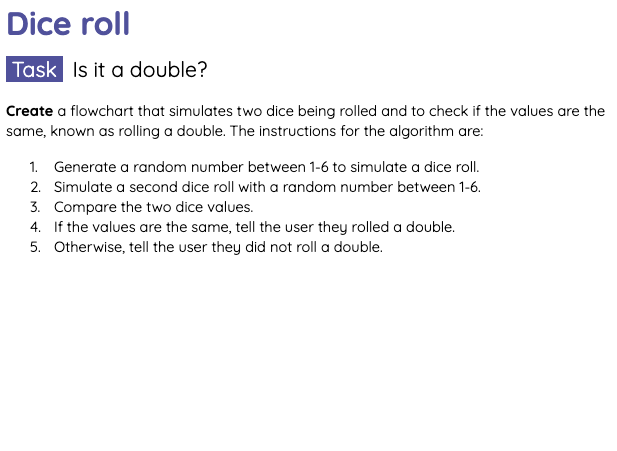 Dice roll
Task Is it a double?
Create a flowchart that simulates two dice being rolled and to check if the values are the
same, known as rolling a double. The instructions for the algorithm are:
1. Generate a random number between 1-6 to simulate a dice roll.
2. Simulate a second dice roll with a random number between 1-6.
3. Compare the two dice values.
4. If the values are the same, tell the user they rolled a double.
5. Otherwise, tell the user they did not roll a double.